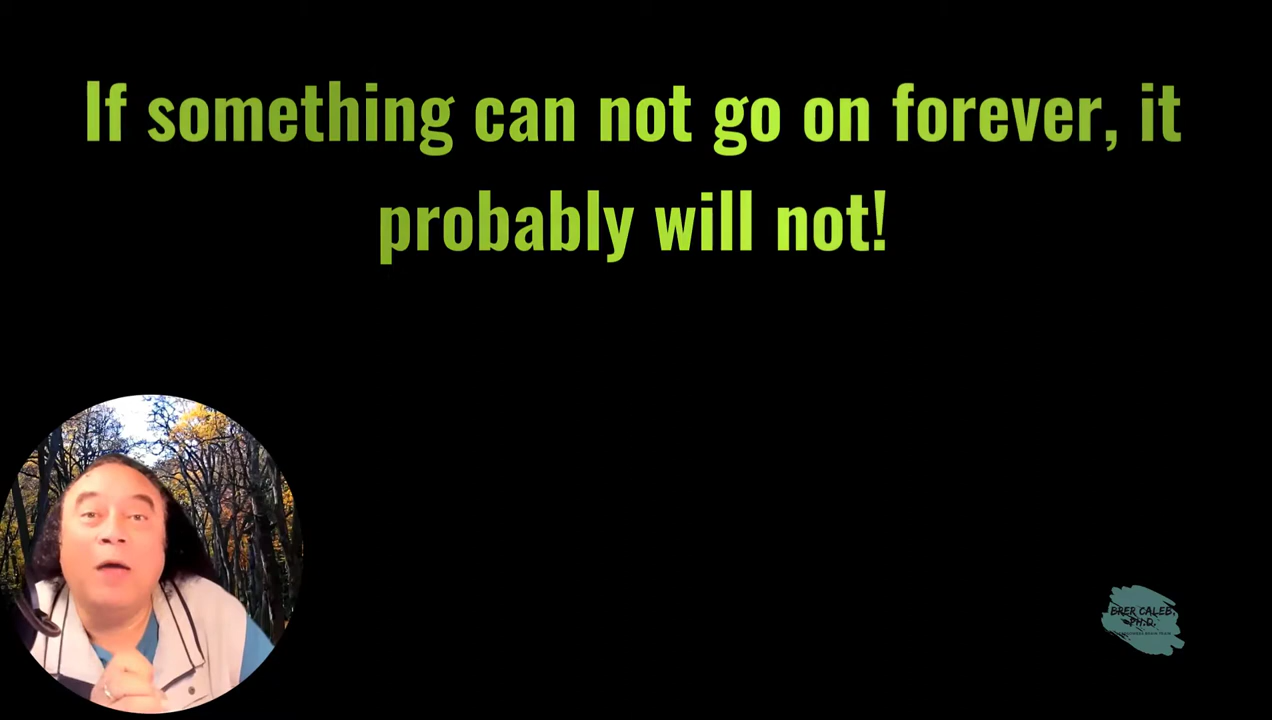 If something can not go on forever, it
probably will not!
BRER CALEB,
PH.D.